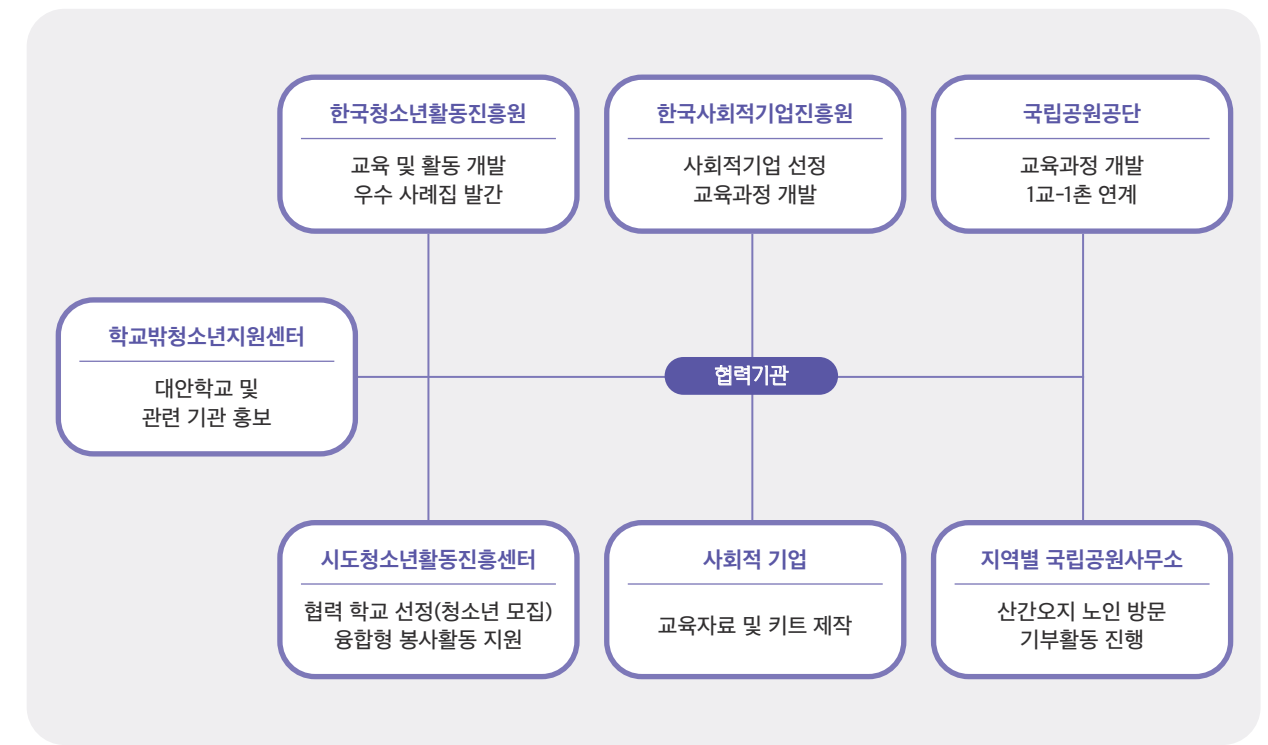 한국청소년활동진흥원
교육 및 활동 개발
우수 사례집 발간
한국사회적기업진흥원
사회적기업 선정
교육과정 개발
국립공원공단
교육과정 개발
1교-1촌 연계
학교밖청소년지원센터
대안학교 및
관련 기관 홍보
협력기관
시도청소년활동진흥센터
협력 학교 선정(청소년 모집)
융합형 봉사활동 지원
사회적 기업
교육자료 및 키트 제작
지역별 국립공원사무소
산간오지 노인 방문
기부활동 진행